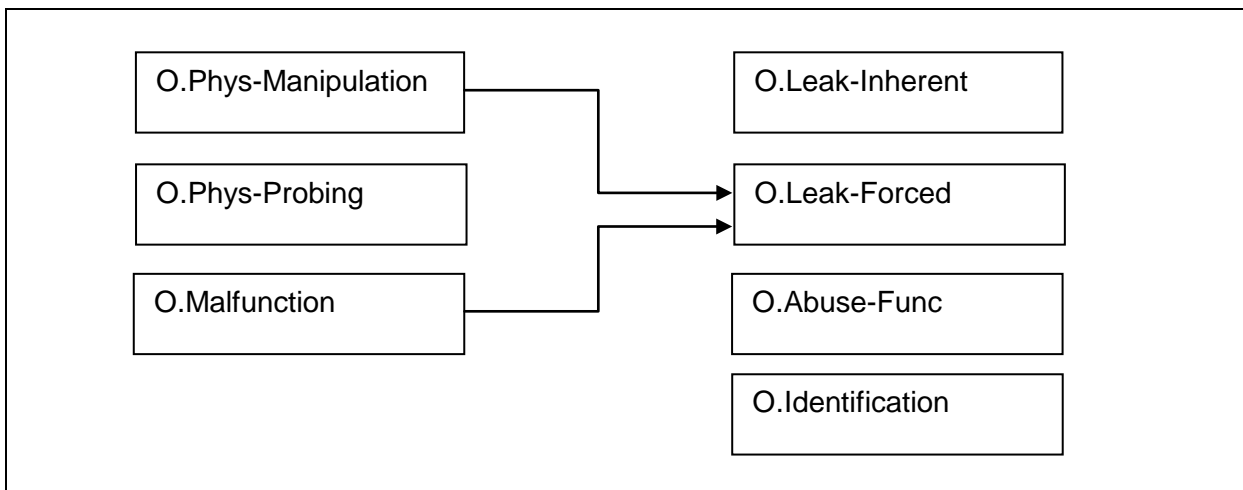 O.Phys-Manipulation
O.Leak-Inherent
O.Phys-Probing
O.Leak-Forced
O.Malfunction
O.Abuse-Func
O.Identification